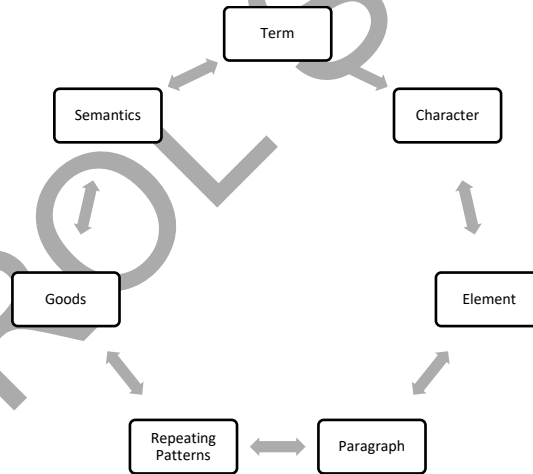 Term
Semantics
Character
Goods
Element
Repeating
Patterns
Paragraph